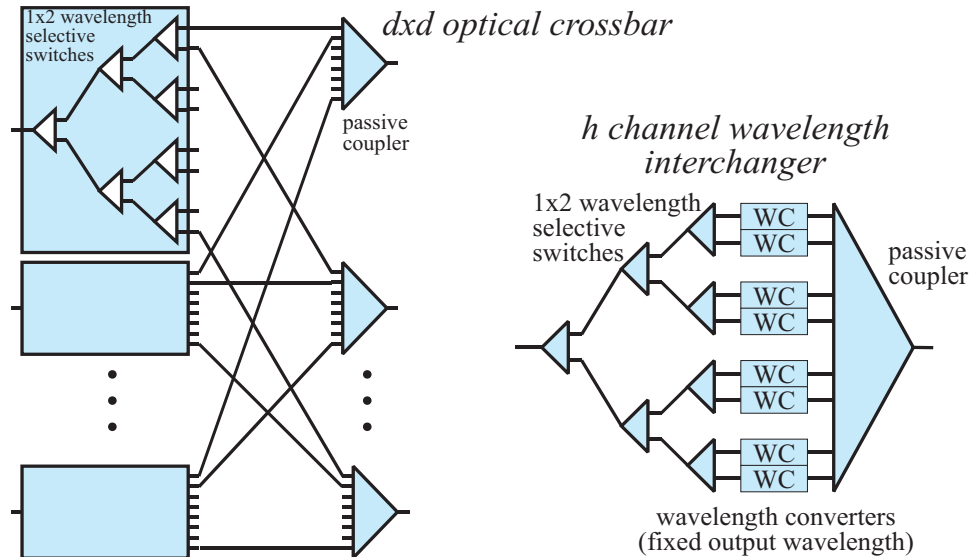 1x2 wavelength
selective
switches
dxd optical crossbar
passive
coupler
h channel wavelength
interchanger
1x2 wavelength
selective
switches
WC
WC
WC
WC
WC
WC
WC
WC
passive
coupler
wavelength converters
(fixed output wavelength)